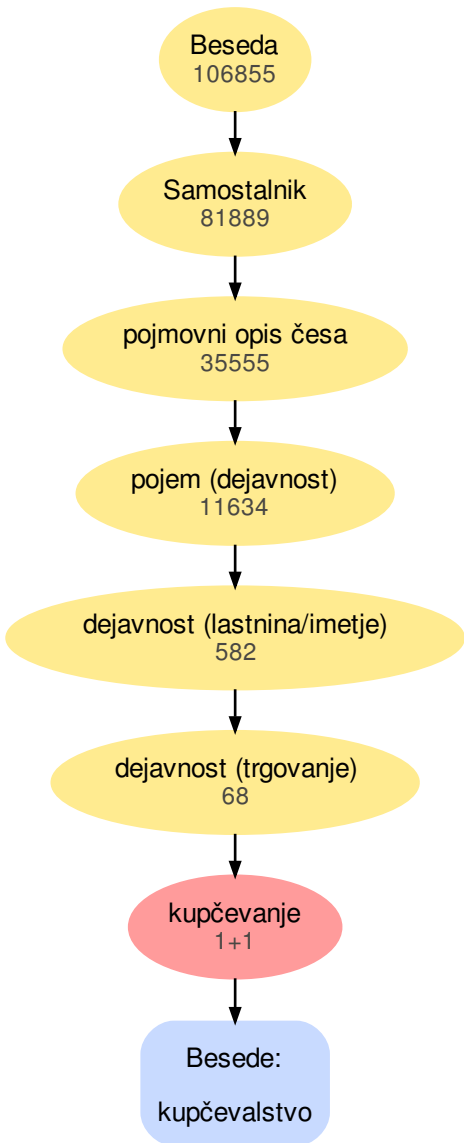 Beseda
106855
Samostalnik
81889
pojmovni opis česa
35555
pojem (dejavnost)
11634
dejavnost (lastnina/imetje)
582
dejavnost (trgovanje)
68
kupčevanje
1+1
Besede:
kupčevalstvo